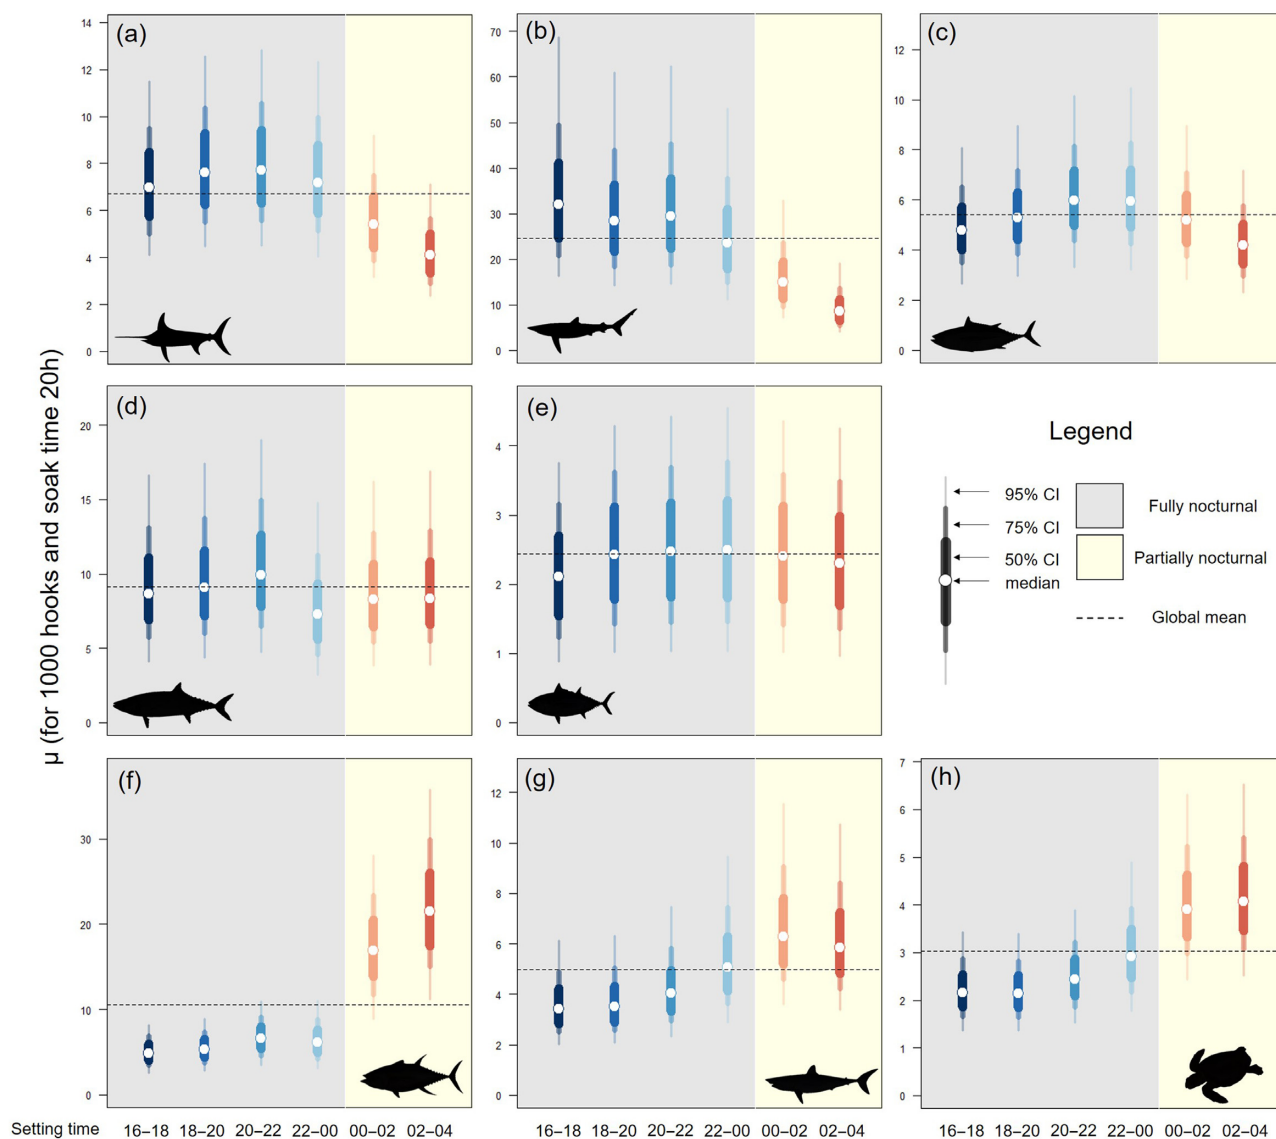 (a)
14
12
10
8
6
4
2
0
(b)
70
60
50
40
30
20
10
0
(c)
12
10
8
6
4
2
0
µ (for 1000 hooks and soak time 20h)
(d)
20
15
10
5
0
(e)
4
3
2
1
0
Legend
95% CI
75% CI
50% CI
median
Fully nocturnal
Partially nocturnal
Global mean
(f)
30
20
10
0
(g)
12
10
8
6
4
2
0
(h)
7
6
5
4
3
2
1
0
Setting time 16–18 18–20 20–22 22–00 00–02 02–04 16–18 18–20 20–22 22–00 00–02 02–04 16–18 18–20 20–22 22–00 00–02 02–04